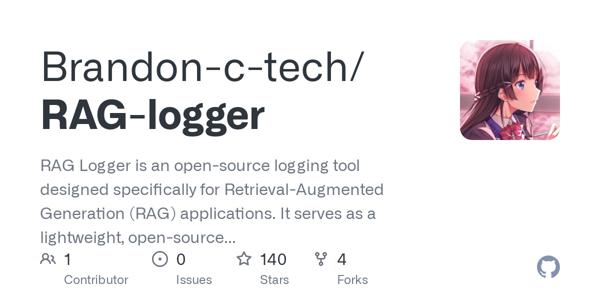 Brandon-c-tech/
RAG-logger
RAG Logger is an open-source logging tool
designed specifically for Retrieval-Augmented
Generation (RAG) applications. It serves as a
lightweight, open-source...
1 0 140 4
Contributor Issues Stars Forks